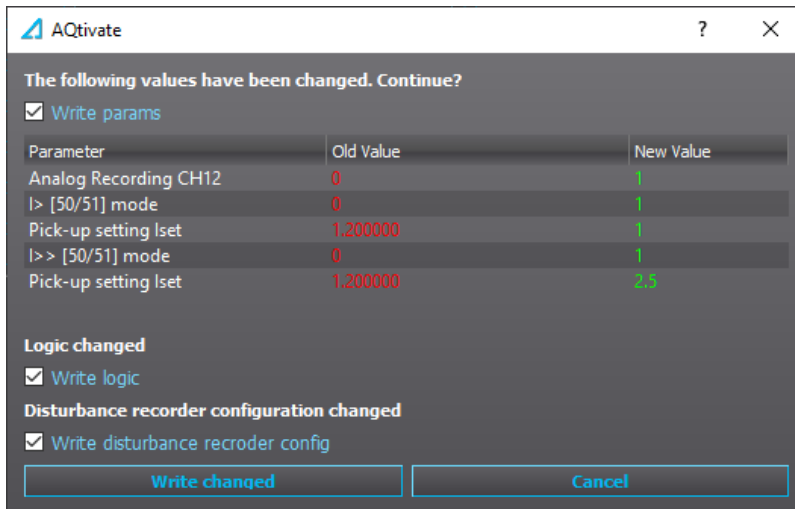 AQtivate ?
The following values have been changed. Continue?
Write params
Parameter Old Value New Value
Analog Recording CH12 0 1
I> [50/51] mode 0 1
Pick-up setting Iset 1.200000 1
I>> [50/51] mode 0 1
Pick-up setting Iset 1.200000 2.5
Logic changed
Write logic
Disturbance recorder configuration changed
Write disturbance recroder config
Write changed Cancel